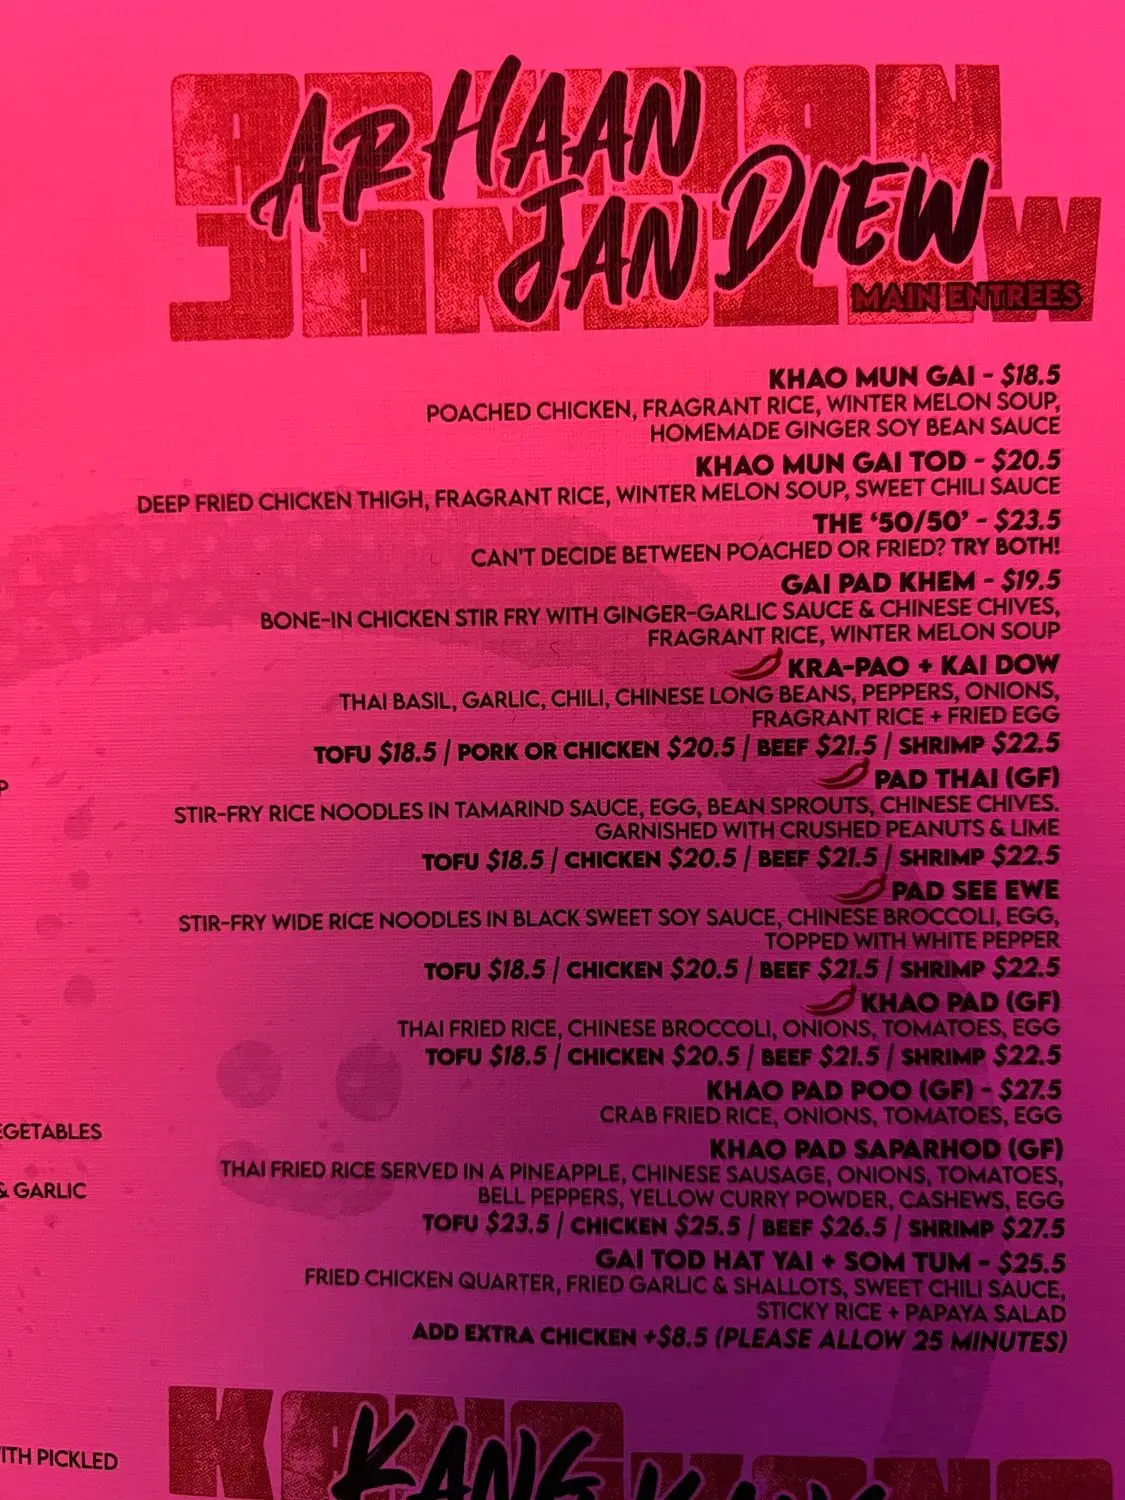 ARHAAN
JAN DIEW
MAIN ENTREES
KHAO MUN GAI - $18.5
POACHED CHICKEN, FRAGRANT RICE, WINTER MELON SOUP,
HOMEMADE GINGER SOY BEAN SAUCE
KHAO MUN GAI TOD - $20.5
DEEP FRIED CHICKEN THIGH, FRAGRANT RICE, WINTER MELON SOUP, SWEET CHILI SAUCE
THE ‘50/50’ - $23.5
CAN'T DECIDE BETWEEN POACHED OR FRIED? TRY BOTH!
GAI PAD KHEM - $19.5
BONE-IN CHICKEN STIR FRY WITH GINGER-GARLIC SAUCE & CHINESE CHIVES,
FRAGRANT RICE, WINTER MELON SOUP
KRA-PAO + KAI DOW
THAI BASIL, GARLIC, CHILI, CHINESE LONG BEANS, PEPPERS, ONIONS,
FRAGRANT RICE + FRIED EGG
TOFU $18.5 / PORK OR CHICKEN $20.5 / BEEF $21.5 / SHRIMP $22.5
PAD THAI (GF)
STIR-FRY RICE NOODLES IN TAMARIND SAUCE, EGG, BEAN SPROUTS, CHINESE CHIVES.
GARNISHED WITH CRUSHED PEANUTS & LIME
TOFU $18.5 / CHICKEN $20.5 / BEEF $21.5 / SHRIMP $22.5
PAD SEE EWE
STIR-FRY WIDE RICE NOODLES IN BLACK SWEET SOY SAUCE, CHINESE BROCCOLI, EGG,
TOPPED WITH WHITE PEPPER
TOFU $18.5 / CHICKEN $20.5 / BEEF $21.5 / SHRIMP $22.5
KHAO PAD (GF)
THAI FRIED RICE, CHINESE BROCCOLI, ONIONS, TOMATOES, EGG
TOFU $18.5 / CHICKEN $20.5 / BEEF $21.5 / SHRIMP $22.5
KHAO PAD POO (GF) - $27.5
CRAB FRIED RICE, ONIONS, TOMATOES, EGG
KHAO PAD SAPARHOD (GF)
THAI FRIED RICE SERVED IN A PINEAPPLE, CHINESE SAUSAGE, ONIONS, TOMATOES,
BELL PEPPERS, YELLOW CURRY POWDER, CASHEWS, EGG
TOFU $23.5 / CHICKEN $25.5 / BEEF $26.5 / SHRIMP $27.5
GAI TOD HAT YAI + SOM TUM - $25.5
FRIED CHICKEN QUARTER, FRIED GARLIC & SHALLOTS, SWEET CHILI SAUCE,
STICKY RICE + PAPAYA SALAD
ADD EXTRA CHICKEN +$8.5 (PLEASE ALLOW 25 MINUTES)
P
EGETABLES
& GARLIC
ITH PICKLED
KANG